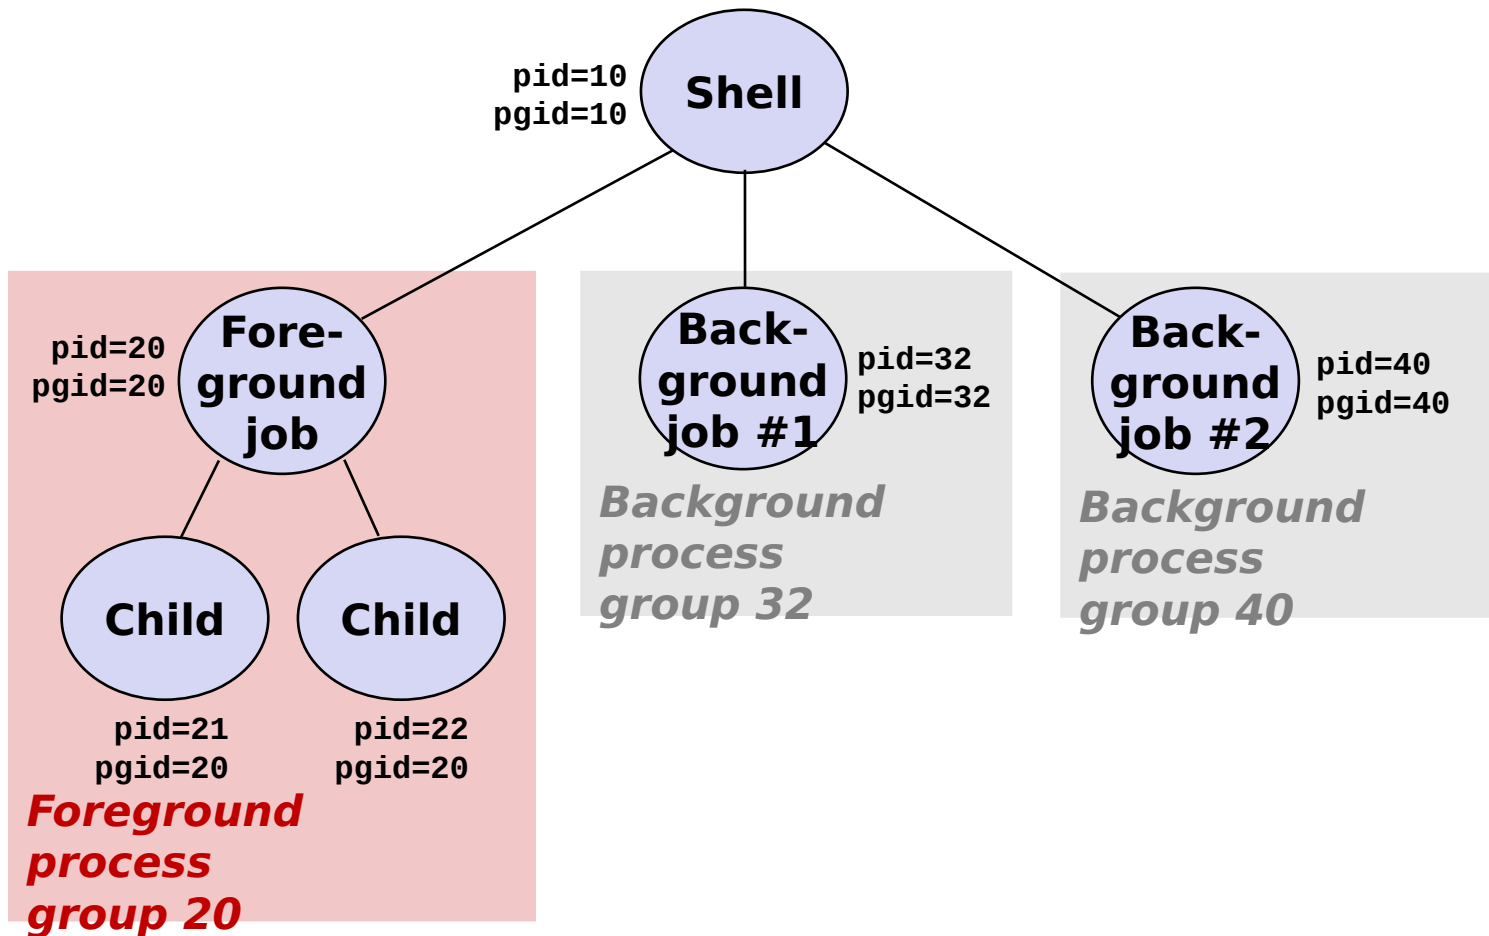 pid=10
pgid=10
Shell
pid=20
pgid=20
Fore-
ground
job
Back-
ground
job #1
pid=32
pgid=32
Back-
ground
job #2
pid=40
pgid=40
Background
process
group 32
Background
process
group 40
Child
Child
pid=21
pgid=20
pid=22
pgid=20
Foreground
process
group 20